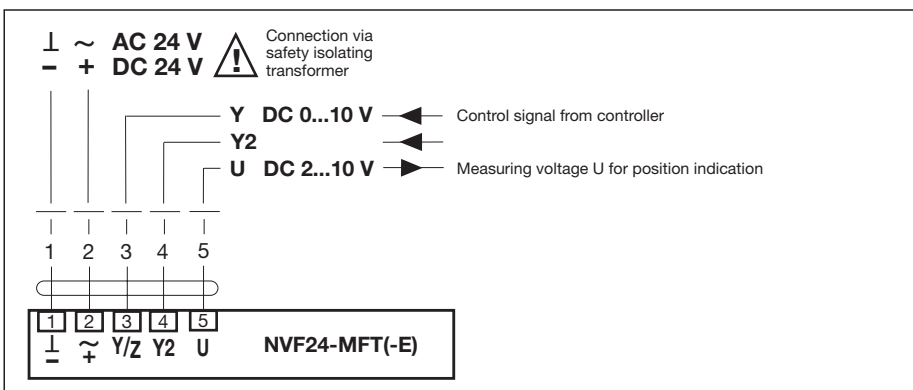 ⊥ ~ AC 24 V
– + DC 24 V
! Connection via
safety isolating
transformer
Y DC 0...10 V Control signal from controller
Y2
U DC 2...10 V Measuring voltage U for position indication
1 2 3 4 5
1 2 3 4 5
⊥ ~ Y/Z Y2 U NVF24-MFT(-E)
– +